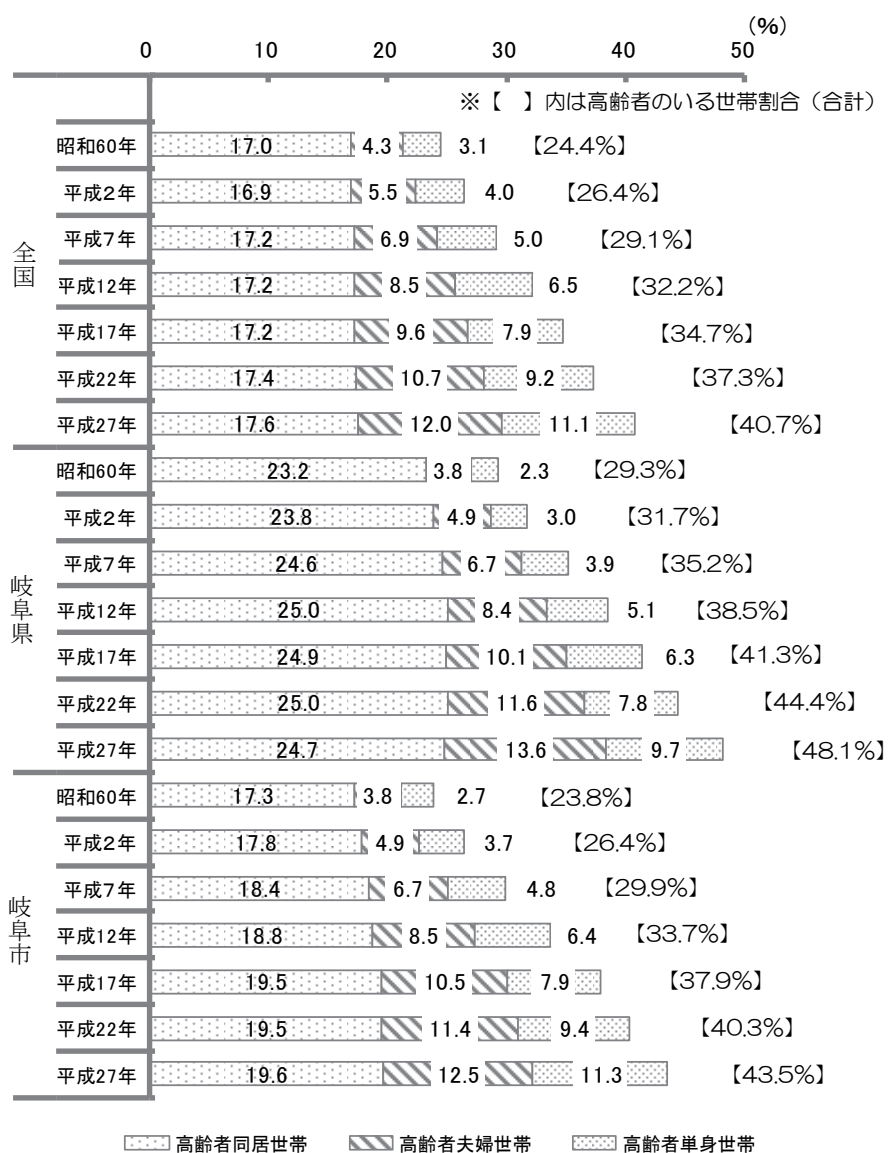 (%)
0 10 20 30 40 50
※【　】内は高齢者のいる世帯割合（合計）
全国
昭和60年 17.0 4.3 3.1 【24.4%】
平成2年 16.9 5.5 4.0 【26.4%】
平成7年 17.2 6.9 5.0 【29.1%】
平成12年 17.2 8.5 6.5 【32.2%】
平成17年 17.2 9.6 7.9 【34.7%】
平成22年 17.4 10.7 9.2 【37.3%】
平成27年 17.6 12.0 11.1 【40.7%】
岐阜県
昭和60年 23.2 3.8 2.3 【29.3%】
平成2年 23.8 4.9 3.0 【31.7%】
平成7年 24.6 6.7 3.9 【35.2%】
平成12年 25.0 8.4 5.1 【38.5%】
平成17年 24.9 10.1 6.3 【41.3%】
平成22年 25.0 11.6 7.8 【44.4%】
平成27年 24.7 13.6 9.7 【48.1%】
岐阜市
昭和60年 17.3 3.8 2.7 【23.8%】
平成2年 17.8 4.9 3.7 【26.4%】
平成7年 18.4 6.7 4.8 【29.9%】
平成12年 18.8 8.5 6.4 【33.7%】
平成17年 19.5 10.5 7.9 【37.9%】
平成22年 19.5 11.4 9.4 【40.3%】
平成27年 19.6 12.5 11.3 【43.5%】
高齢者同居世帯 高齢者夫婦世帯 高齢者単身世帯